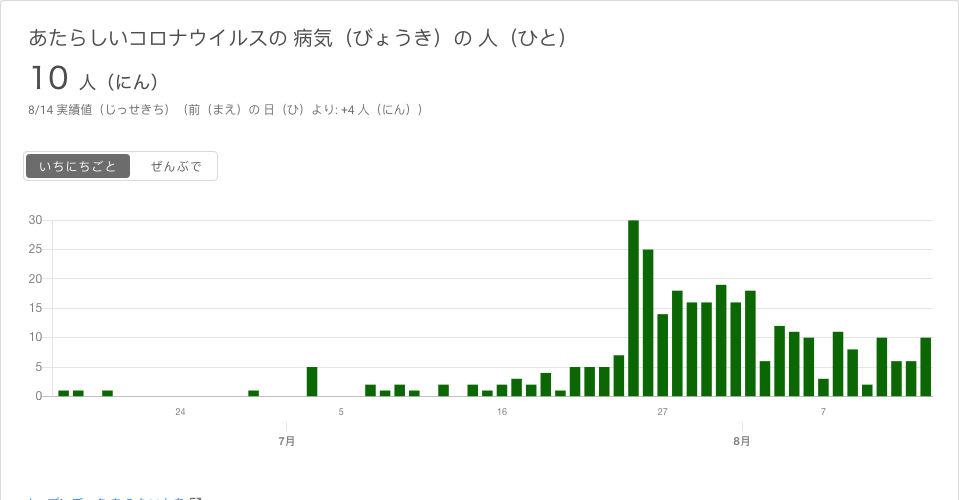 あたらしいコロナウイルスの 病気（びょうき）の 人（ひと）
10 人（にん）
8/14 実績値（じっせきち）（前（まえ）の 日（ひ）より: +4 人（にん））
いちにちごと ぜんぶで
30
25
20
15
10
5
0
24 5 16 27 7
7月 8月